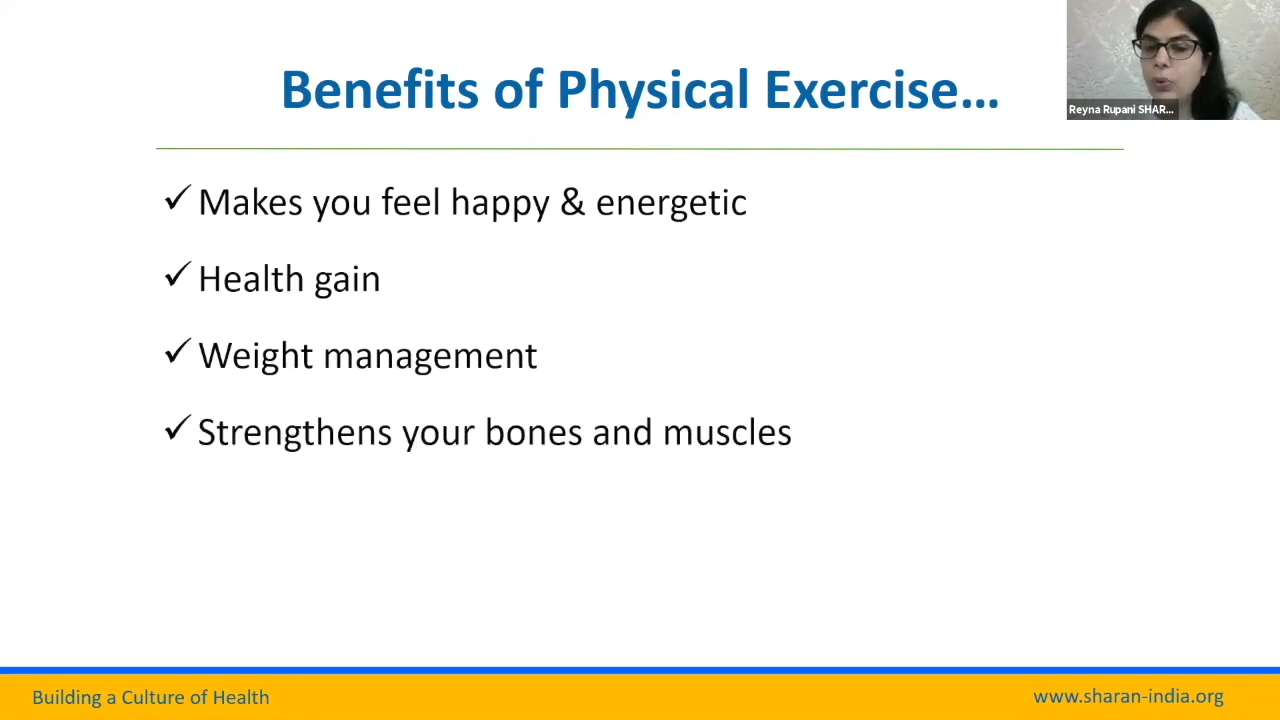 Benefits of Physical Exercise…
Reyna Rupani SHAR...
✓ Makes you feel happy & energetic
✓ Health gain
✓ Weight management
✓ Strengthens your bones and muscles
Building a Culture of Health
www.sharan-india.org